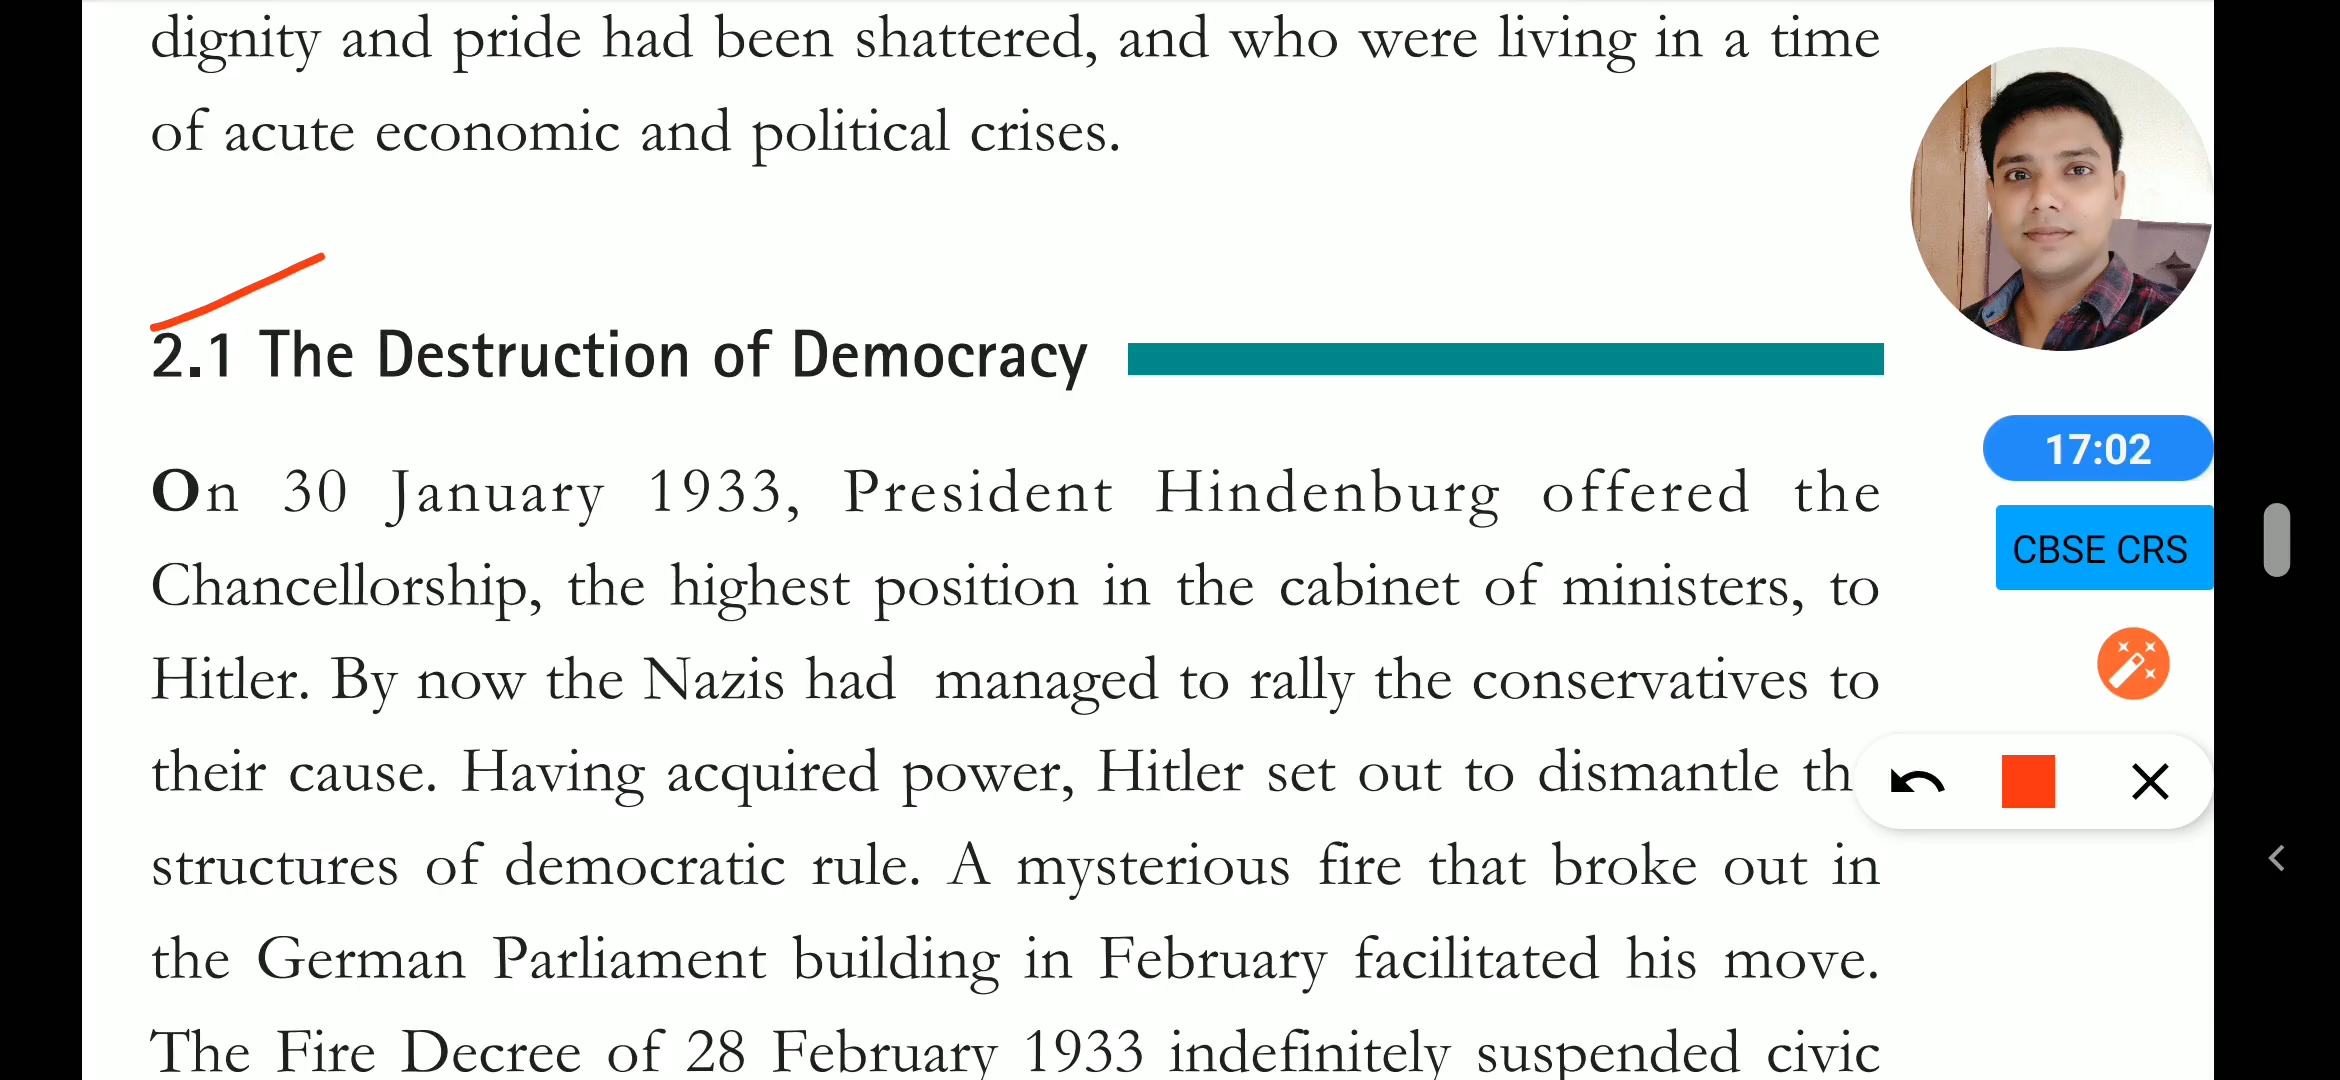 dignity and pride had been shattered, and who were living in a time
of acute economic and political crises.
2.1 The Destruction of Democracy
On 30 January 1933, President Hindenburg offered the
Chancellorship, the highest position in the cabinet of ministers, to
Hitler. By now the Nazis had managed to rally the conservatives to
their cause. Having acquired power, Hitler set out to dismantle th
structures of democratic rule. A mysterious fire that broke out in
the German Parliament building in February facilitated his move.
The Fire Decree of 28 February 1933 indefinitely suspended civic
17:02
CBSE CRS